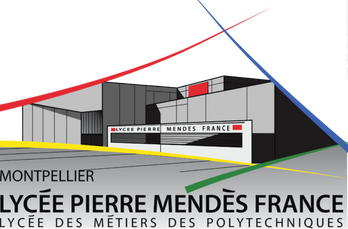 LYCEE PIERRE MENDES FRANCE
MONTPELLIER
LYCÉE PIERRE MENDÈS FRANCE
LYCÉE DES MÉTIERS DES POLYTECHNIQUES